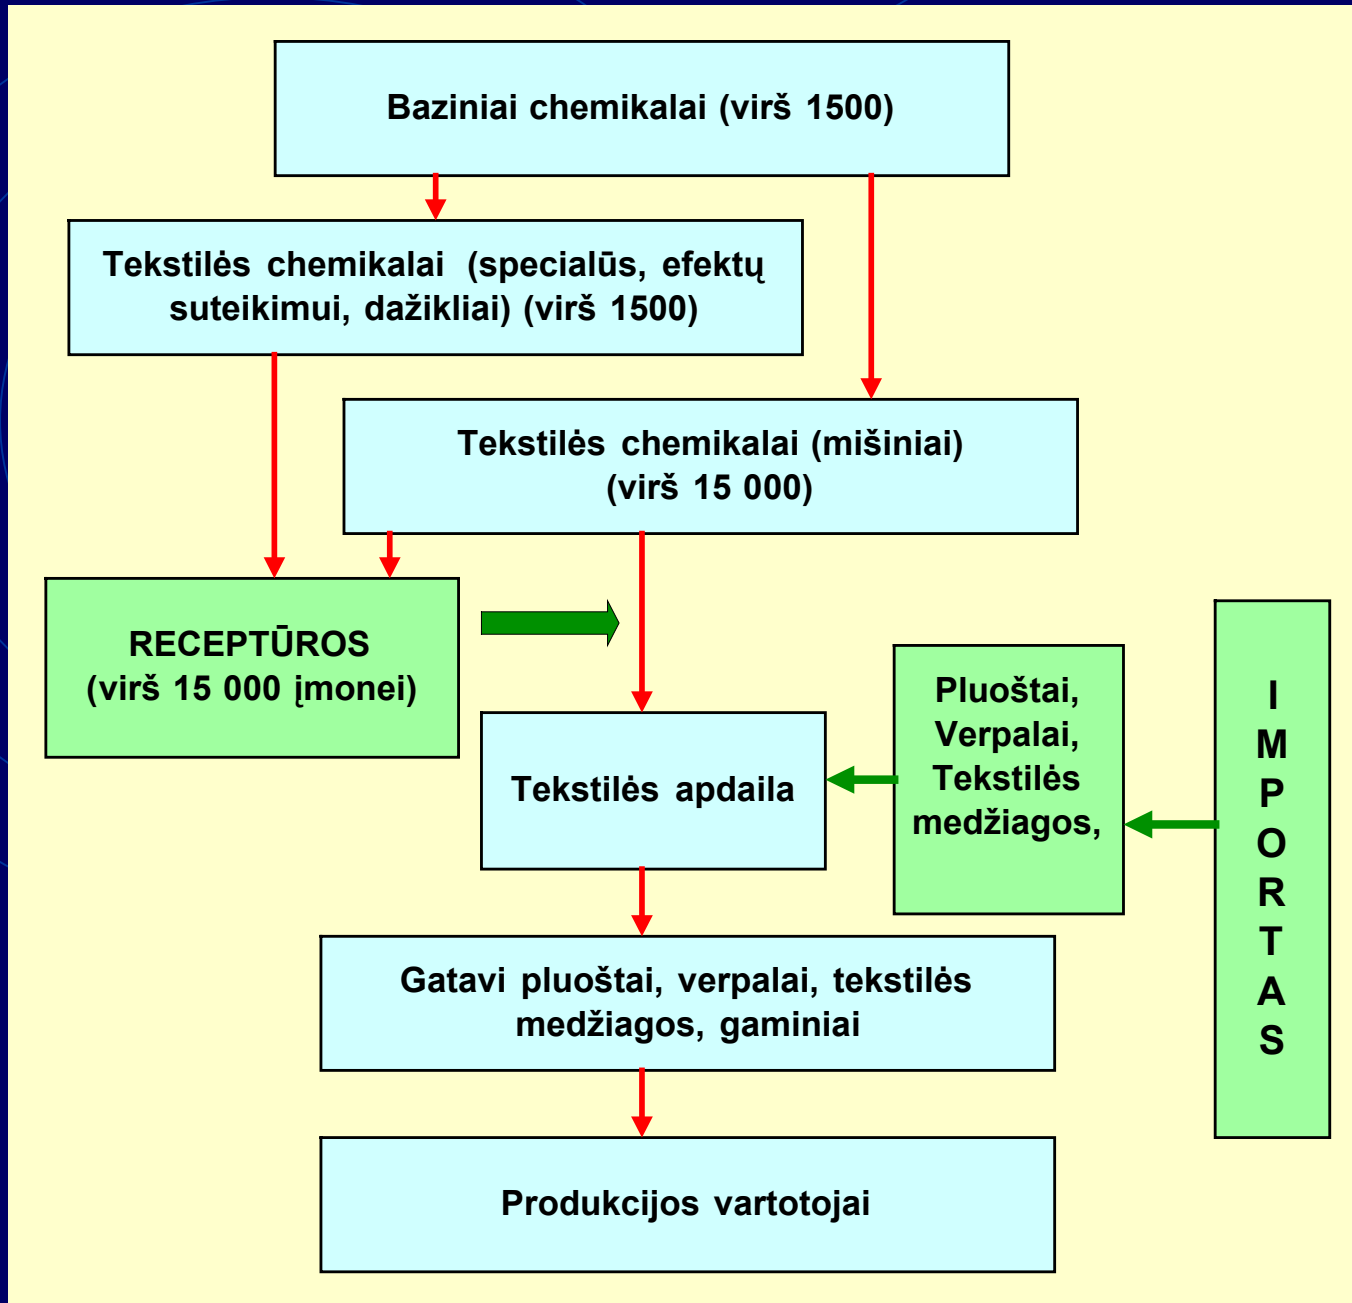 Baziniai chemikalai (virš 1500)
Tekstilės chemikalai (specialūs, efektų
suteikimui, dažikliai) (virš 1500)
Tekstilės chemikalai (mišiniai)
(virš 15 000)
RECEPTŪROS
(virš 15 000 įmonei)
Pluoštai,
Verpalai,
Tekstilės
medžiagos,
I
M
P
O
R
T
A
S
Tekstilės apdaila
Gatavi pluoštai, verpalai, tekstilės
medžiagos, gaminiai
Produkcijos vartotojai